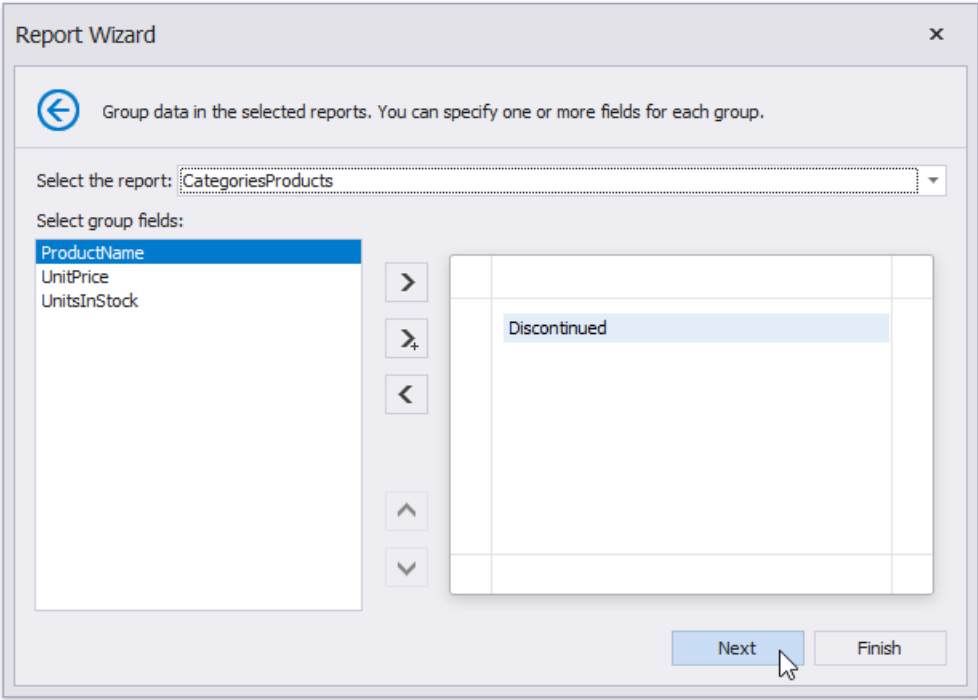 Report Wizard
Group data in the selected reports. You can specify one or more fields for each group.
Select the report: CategoriesProducts
Select group fields:
ProductName
UnitPrice
UnitsInStock
Discontinued
Next
Finish